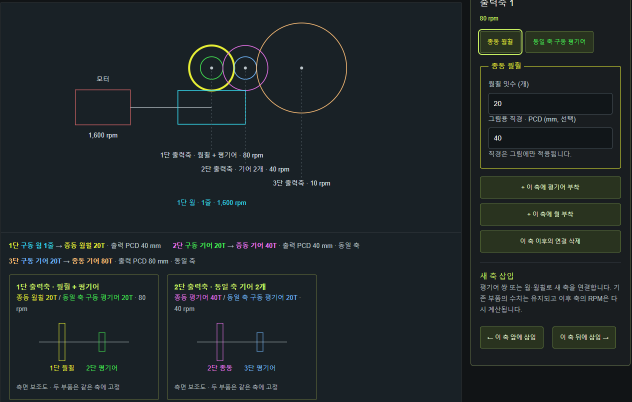 출력축 1
80 rpm
종동 웜휠
동일 축 구동 평기어
종동 웜휠
웜휠 잇수 (개)
20
그림용 직경 · PCD (mm, 선택)
40
직경은 그림에만 적용됩니다.
+ 이 축에 평기어 부착
+ 이 축에 웜 부착
이 축 이후의 연결 삭제
새 축 삽입
평기어 쌍 또는 웜·웜휠로 새 축을 연결합니다. 기
존 부품의 수치는 유지되고 이후 축의 RPM은 다
시 계산됩니다.
← 이 축 앞에 삽입
이 축 뒤에 삽입 →
모터
1,600 rpm
1단 출력축 · 웜휠 + 평기어 · 80 rpm
2단 출력축 · 기어 2개 · 40 rpm
3단 출력축 · 10 rpm
1단 웜 · 1줄 · 1,600 rpm
1단 구동 웜 1줄 → 종동 웜휠 20T · 출력 PCD 40 mm
2단 구동 기어 20T → 종동 기어 40T · 출력 PCD 40 mm · 동일 축
3단 구동 기어 20T → 종동 기어 80T · 출력 PCD 80 mm · 동일 축
1단 출력축 · 웜휠 + 평기어
종동 웜휠 20T / 동일 축 구동 평기어 20T · 80
rpm
1단 웜휠
2단 평기어
측면 보조도 · 두 부품은 같은 축에 고정
2단 출력축 · 동일 축 기어 2개
종동 평기어 40T / 동일 축 구동 평기어 20T ·
40 rpm
2단 종동
3단 평기어
측면 보조도 · 두 부품은 같은 축에 고정